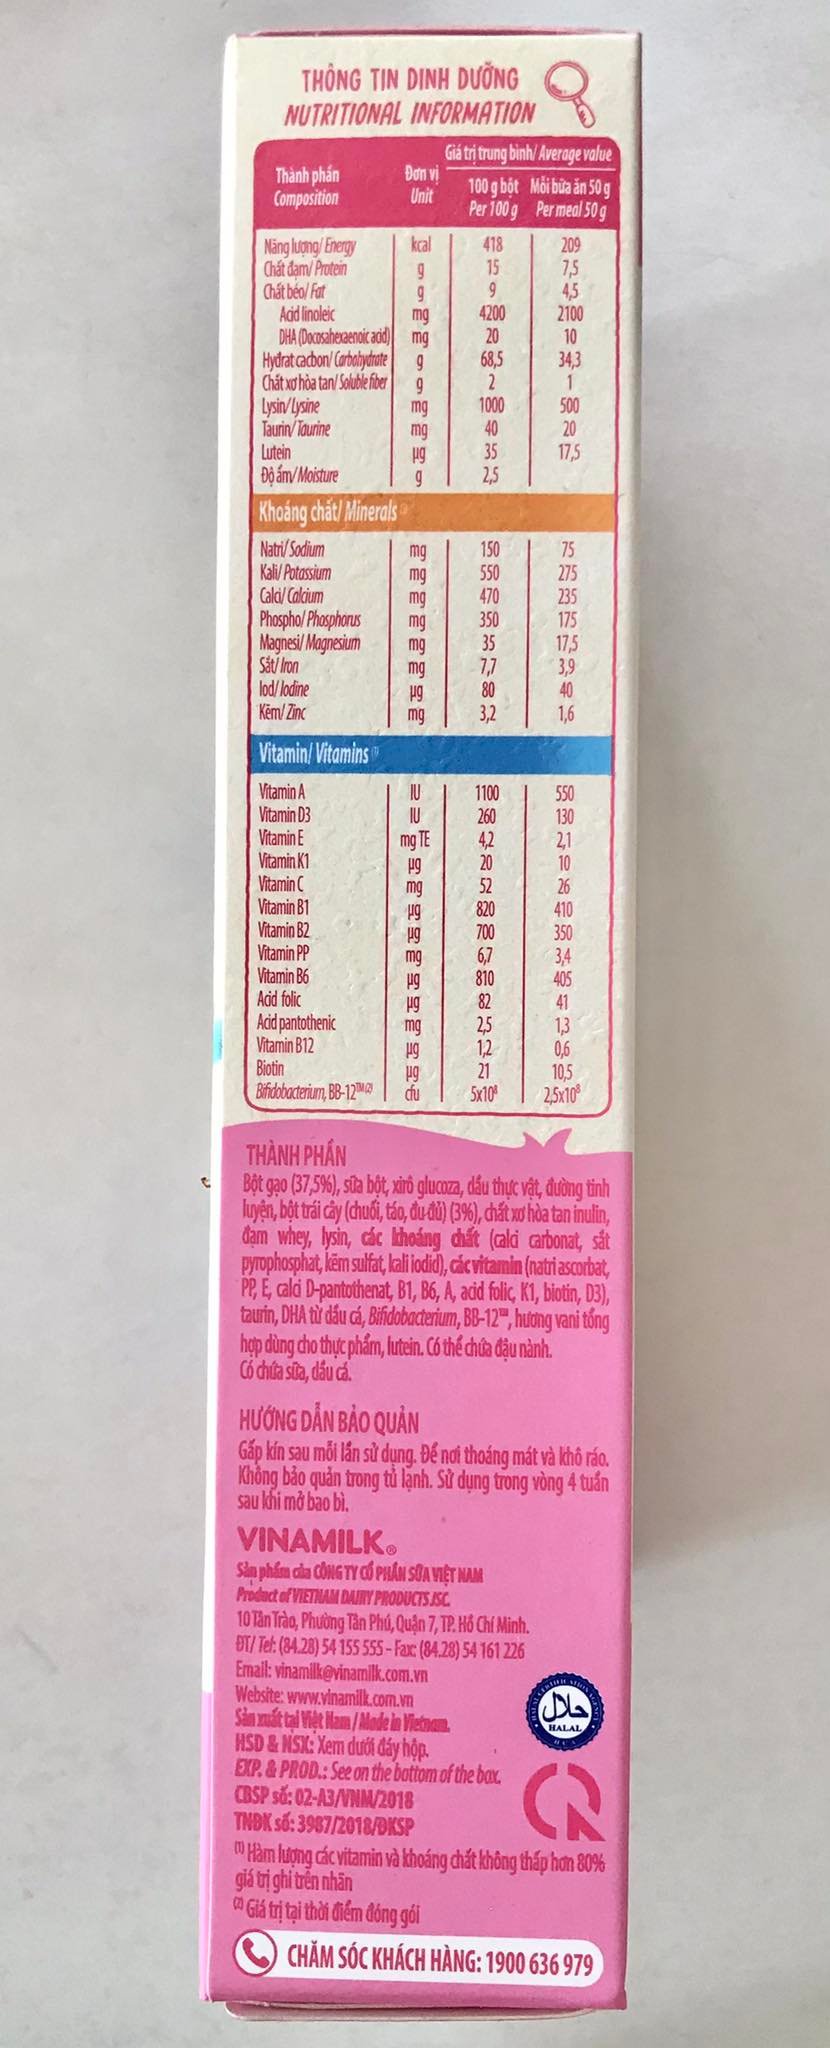 THÔNG TIN DINH DƯỠNG
NUTRITIONAL INFORMATION
Thành phần Đơn vị Giá trị trung bình/ Average value
Composition Unit 100 g bột Mỗi bữa ăn 50 g
Per 100 g Per meal 50 g
Năng lượng/ Energy kcal 418 209
Chất đạm/ Protein g 15 7,5
Chất béo/ Fat g 9 4,5
Acid linoleic mg 4200 2100
DHA (Docosahexaenoic acid) mg 20 10
Hydrat cacbon/ Carbohydrate g 68,5 34,3
Chất xơ hòa tan/ Soluble fiber g 2 1
Lysin/ Lysine mg 1000 500
Taurin/ Taurine mg 40 20
Lutein µg 35 17,5
Độ ẩm/ Moisture g 2,5
Khoáng chất/ Minerals (1)
Natri/ Sodium mg 150 75
Kali/ Potassium mg 550 275
Calci/ Calcium mg 470 235
Phospho/ Phosphorus mg 350 175
Magnesi/ Magnesium mg 35 17,5
Sắt/ Iron mg 7,7 3,9
Iod/ Iodine µg 80 40
Kẽm/ Zinc mg 3,2 1,6
Vitamin/ Vitamins (1)
Vitamin A IU 1100 550
Vitamin D3 IU 260 130
Vitamin E mg TE 4,2 2,1
Vitamin K1 µg 20 10
Vitamin C mg 52 26
Vitamin B1 µg 820 410
Vitamin B2 µg 700 350
Vitamin PP mg 6,7 3,4
Vitamin B6 µg 810 405
Acid folic µg 82 41
Acid pantothenic mg 2,5 1,3
Vitamin B12 µg 1,2 0,6
Biotin µg 21 10,5
Bifidobacterium, BB-12™(2) cfu 5x10⁸ 2,5x10⁸
THÀNH PHẦN
Bột gạo (37,5%), sữa bột, xirô glucoza, dầu thực vật, đường tinh
luyện, bột trái cây (chuối, táo, đu đủ) (3%), chất xơ hòa tan inulin,
đạm whey, lysin, các khoáng chất (calci carbonat, sắt
pyrophosphat, kẽm sulfat, kali iodid), các vitamin (natri ascorbat,
PP, E, calci D-pantothenat, B1, B6, A, acid folic, K1, biotin, D3),
taurin, DHA từ dầu cá, Bifidobacterium, BB-12™, hương vani tổng
hợp dùng cho thực phẩm, lutein. Có thể chứa đậu nành.
Có chứa sữa, dầu cá.
HƯỚNG DẪN BẢO QUẢN
Gấp kín sau mỗi lần sử dụng. Để nơi thoáng mát và khô ráo.
Không bảo quản trong tủ lạnh. Sử dụng trong vòng 4 tuần
sau khi mở bao bì.
VINAMILK®
Sản phẩm của CÔNG TY CỔ PHẦN SỮA VIỆT NAM
Product of VIETNAM DAIRY PRODUCTS JSC.
10 Tân Trào, Phường Tân Phú, Quận 7, TP. Hồ Chí Minh.
ĐT/ Tel: (84.28) 54 155 555 - Fax: (84.28) 54 161 226
Email: vinamilk@vinamilk.com.vn
Website: www.vinamilk.com.vn
Sản xuất tại Việt Nam / Made in Vietnam.
HSD & NSX: Xem dưới đáy hộp.
EXP. & PROD.: See on the bottom of the box.
CBSP số: 02-A3/VNM/2018
TNĐK số: 3987/2018/ĐKSP
HALAL CERTIFICATION AGENCY
حلال
HALAL
HCA
(1) Hàm lượng các vitamin và khoáng chất không thấp hơn 80%
giá trị ghi trên nhãn
(2) Giá trị tại thời điểm đóng gói
CHĂM SÓC KHÁCH HÀNG: 1900 636 979